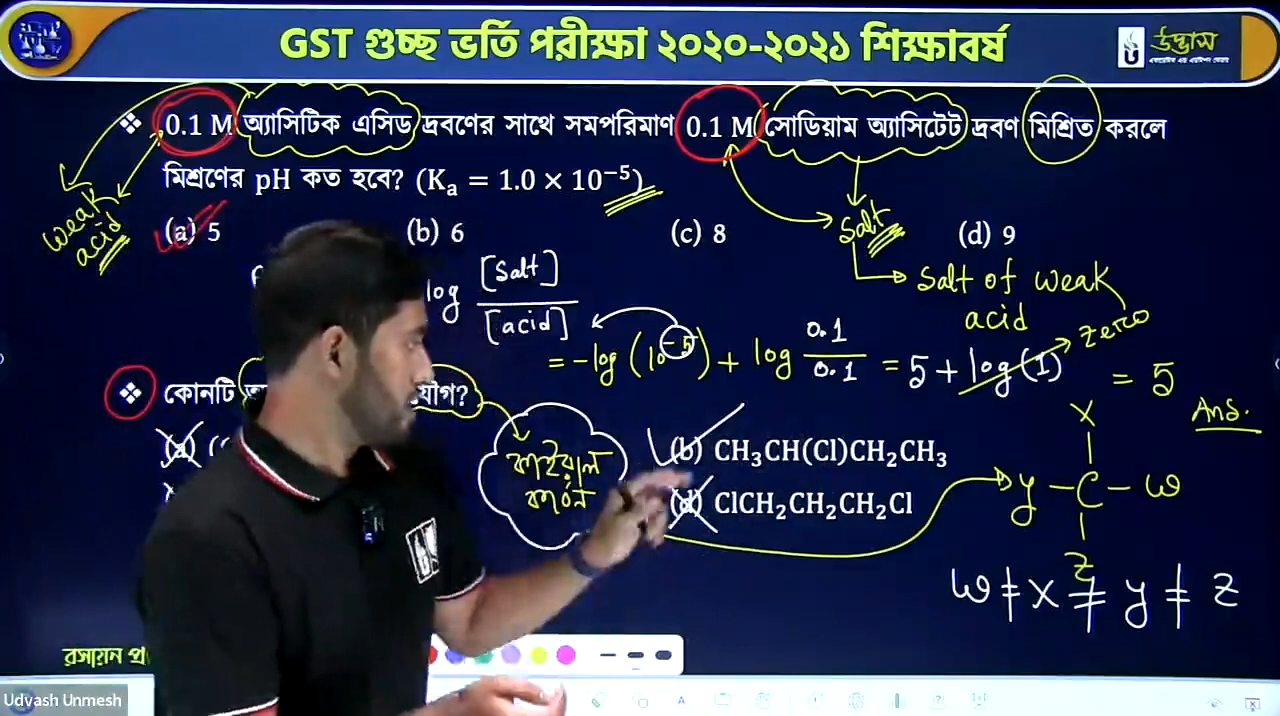 GST গুচ্ছ ভর্তি পরীক্ষা ২০২০-২০২১ শিক্ষাবর্ষ
উদ্ভাস
❖ 0.1 M অ্যাসিটিক এসিড দ্রবণের সাথে সমপরিমাণ 0.1 M সোডিয়াম অ্যাসিটেট দ্রবণ মিশ্রিত করলে
মিশ্রণের pH কত হবে? (Kₐ = 1.0 × 10⁻⁵)
weak
acid
(a) 5 (b) 6 (c) 8 (d) 9
Salt
Salt of weak
acid
log [Salt]/[acid]
= -log (10⁻⁵) + log 0.1/0.1 = 5 + log(1) zero = 5
Ans.
❖ কোনটি যৌগ?
(a)
কাইরাল
কার্বন
(b) CH₃CH(Cl)CH₂CH₃
(d) ClCH₂CH₂CH₂Cl
x
y – C – w
z
w ≠ x ≠ y ≠ z
রসায়ন
Udvash Unmesh